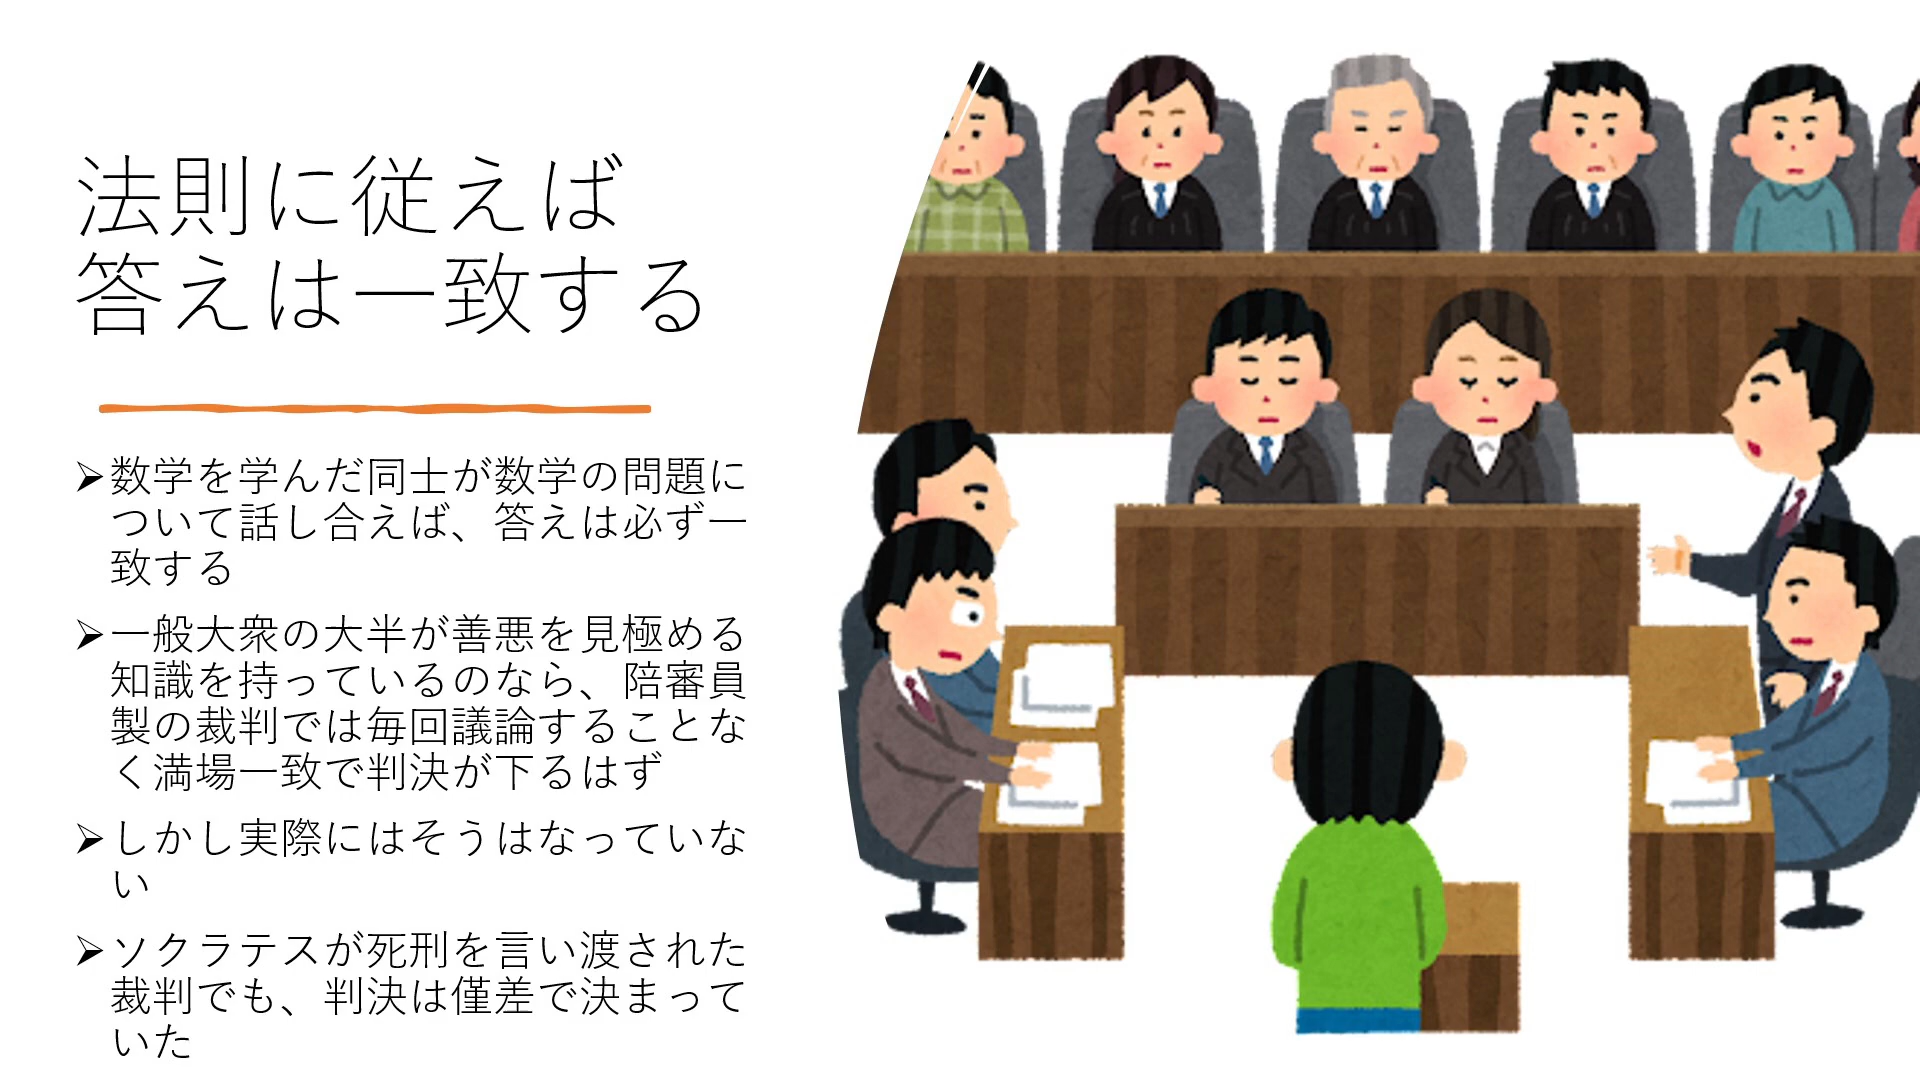 法則に従えば
答えは一致する
➢数学を学んだ同士が数学の問題に
ついて話し合えば、答えは必ず一
致する
➢一般大衆の大半が善悪を見極める
知識を持っているのなら、陪審員
製の裁判では毎回議論することな
く満場一致で判決が下るはず
➢しかし実際にはそうはなっていな
い
➢ソクラテスが死刑を言い渡された
裁判でも、判決は僅差で決まって
いた